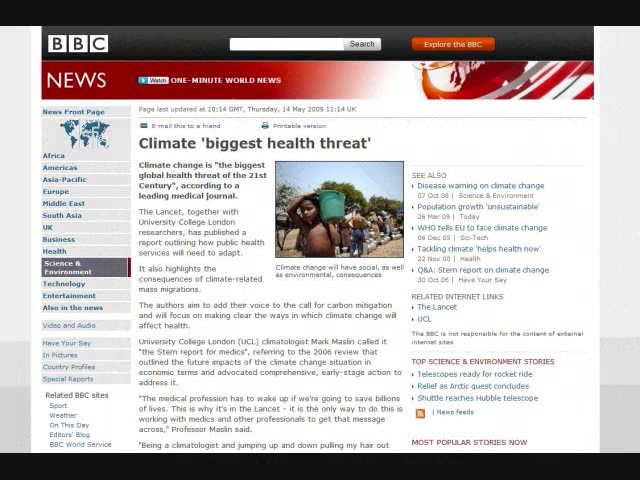 BBC
Search
Explore the BBC
NEWS
Watch ONE-MINUTE WORLD NEWS
News Front Page
Africa
Americas
Asia-Pacific
Europe
Middle East
South Asia
UK
Business
Health
Science &
Environment
Technology
Entertainment
Also in the news
Video and Audio
Have Your Say
In Pictures
Country Profiles
Special Reports
Related BBC sites
Sport
Weather
On This Day
Editors' Blog
BBC World Service
Page last updated at 10:14 GMT, Thursday, 14 May 2009 11:14 UK
E-mail this to a friend
Printable version
Climate 'biggest health threat'
Climate change is "the biggest
global health threat of the 21st
Century", according to a
leading medical journal.
The Lancet, together with
University College London
researchers, has published a
report outlining how public health
services will need to adapt.
It also highlights the
consequences of climate-related
mass migrations.
Climate change will have social, as well
as environmental, consequences
The authors aim to add their voice to the call for carbon mitigation
and will focus on making clear the ways in which climate change will
affect health.
University College London (UCL) climatologist Mark Maslin called it
"the Stern report for medics", referring to the 2006 review that
outlined the future impacts of the climate change situation in
economic terms and advocated comprehensive, early-stage action to
address it.
"The medical profession has to wake up if we're going to save billions
of lives. This is why it's in the Lancet - it is the only way to do this is
working with medics and other professionals to get that message
across," Professor Maslin said.
"Being a climatologist and jumping up and down pulling my hair out
SEE ALSO
Disease warning on climate change
07 Oct 08 | Science & Environment
Population growth 'unsustainable'
26 Mar 09 | Today
WHO tells EU to face climate change
06 Dec 05 | Sci-Tech
Tackling climate 'helps health now'
22 Nov 00 | Health
Q&A: Stern report on climate change
30 Oct 06 | Have Your Say
RELATED INTERNET LINKS
The Lancet
UCL
The BBC is not responsible for the content of external
internet sites
TOP SCIENCE & ENVIRONMENT STORIES
Telescopes ready for rocket ride
Relief as Arctic quest concludes
Shuttle reaches Hubble telescope
| News feeds
MOST POPULAR STORIES NOW